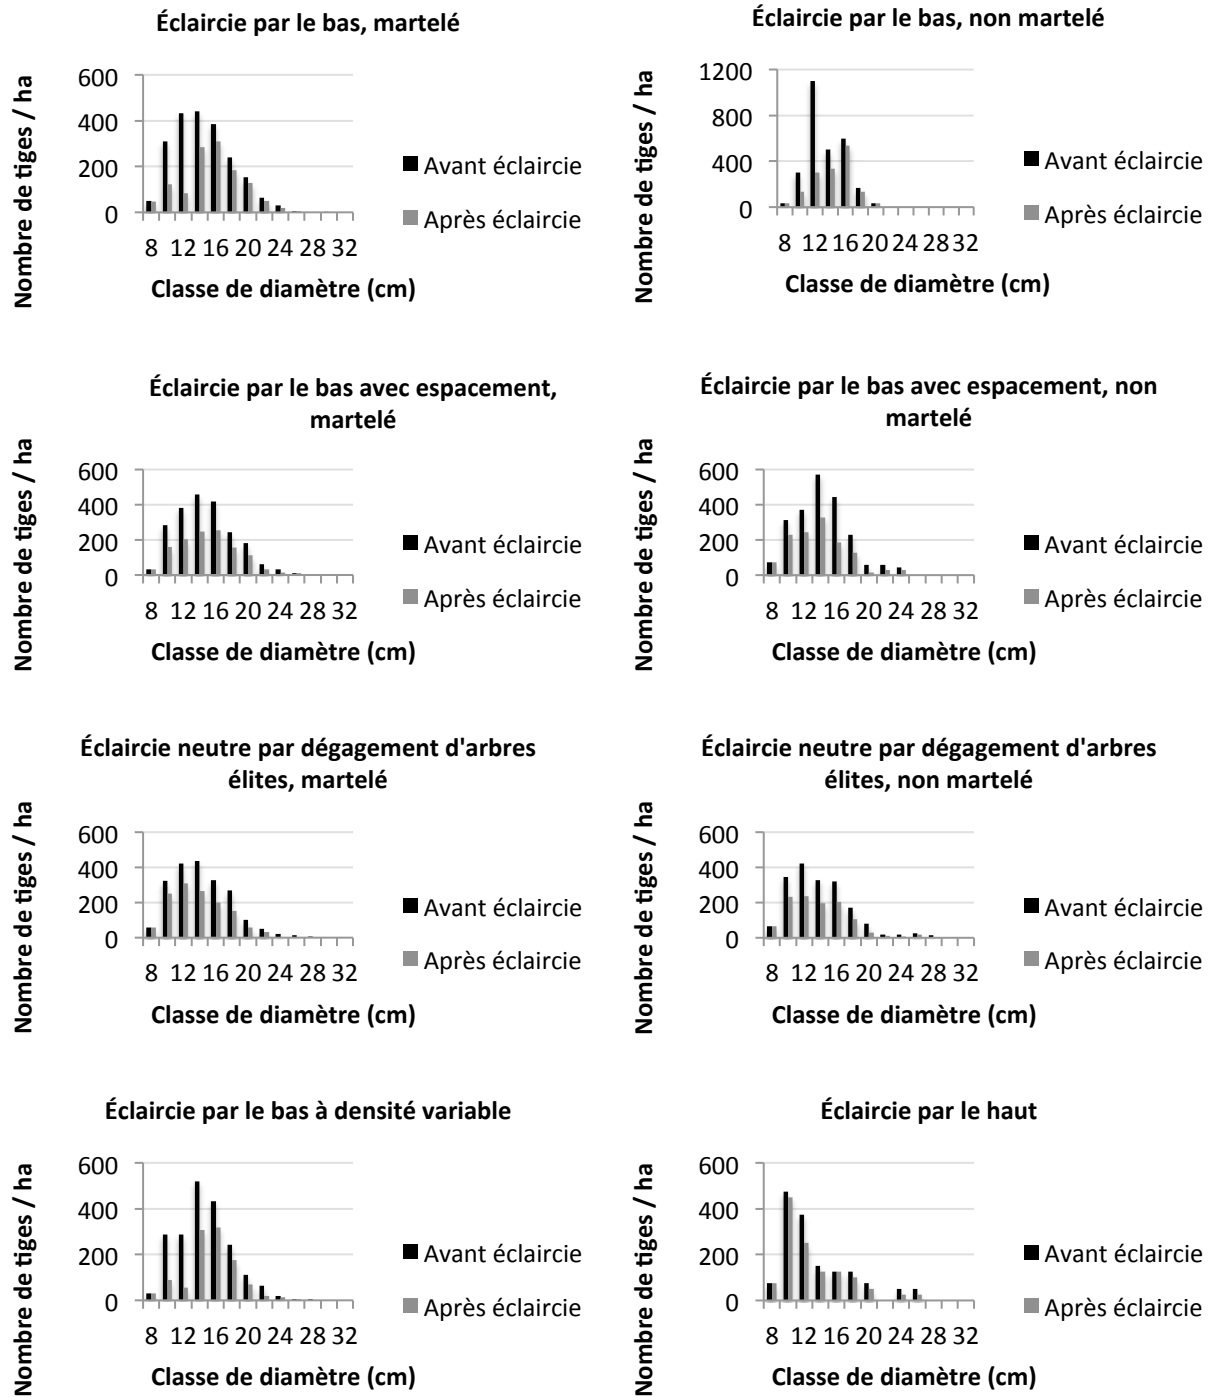 Éclaircie par le bas, martelé
Nombre de tiges / ha
600
400
200
0
8 12 16 20 24 28 32
Classe de diamètre (cm)
Avant éclaircie
Après éclaircie
Éclaircie par le bas, non martelé
Nombre de tiges / ha
1200
800
400
0
8 12 16 20 24 28 32
Classe de diamètre (cm)
Avant éclaircie
Après éclaircie
Éclaircie par le bas avec espacement,
martelé
Nombre de tiges / ha
600
400
200
0
8 12 16 20 24 28 32
Classe de diamètre (cm)
Avant éclaircie
Après éclaircie
Éclaircie par le bas avec espacement, non
martelé
Nombre de tiges / ha
600
400
200
0
8 12 16 20 24 28 32
Classe de diamètre (cm)
Avant éclaircie
Après éclaircie
Éclaircie neutre par dégagement d'arbres
élites, martelé
Nombre de tiges / ha
600
400
200
0
8 12 16 20 24 28 32
Classe de diamètre (cm)
Avant éclaircie
Après éclaircie
Éclaircie neutre par dégagement d'arbres
élites, non martelé
Nombre de tiges / ha
600
400
200
0
8 12 16 20 24 28 32
Classe de diamètre (cm)
Avant éclaircie
Après éclaircie
Éclaircie par le bas à densité variable
Nombre de tiges / ha
600
400
200
0
8 12 16 20 24 28 32
Classe de diamètre (cm)
Avant éclaircie
Après éclaircie
Éclaircie par le haut
Nombre de tiges / ha
600
400
200
0
8 12 16 20 24 28 32
Classe de diamètre (cm)
Avant éclaircie
Après éclaircie